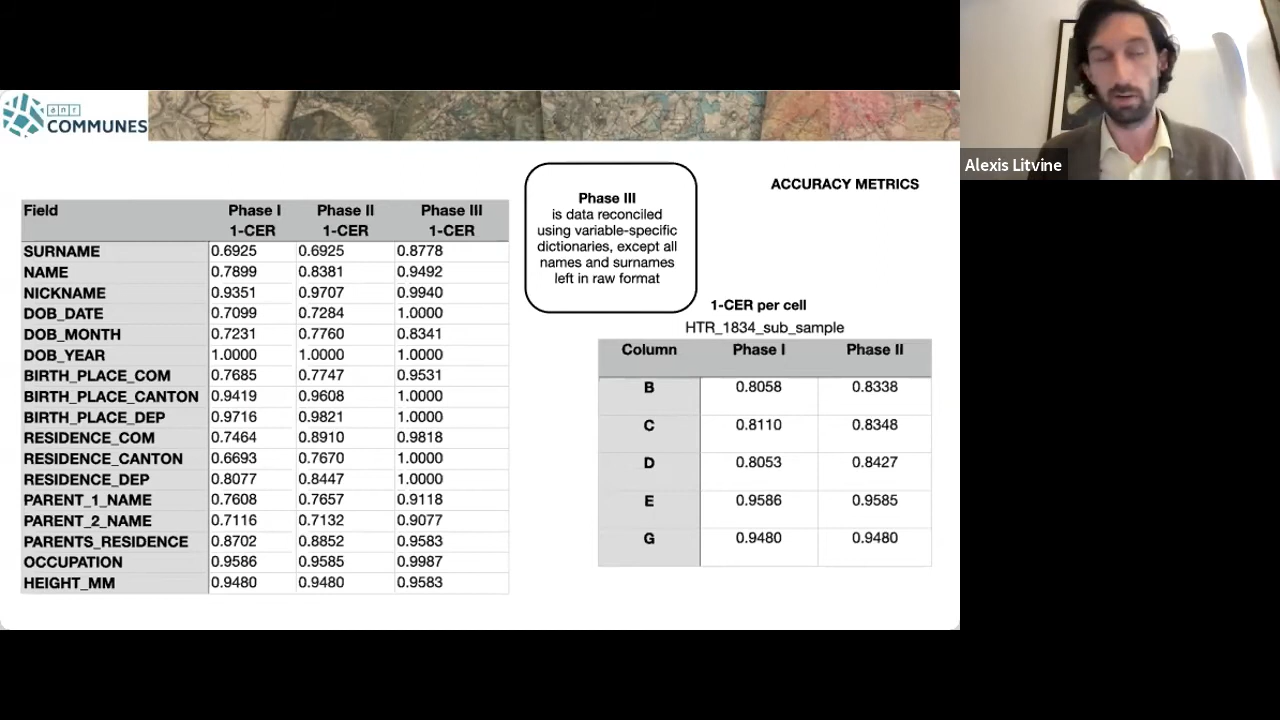 anr
COMMUNES
ACCURACY METRICS
Phase III
is data reconciled
using variable-specific
dictionaries, except all
names and surnames
left in raw format
Field Phase I Phase II Phase III
1-CER 1-CER 1-CER
SURNAME 0.6925 0.6925 0.8778
NAME 0.7899 0.8381 0.9492
NICKNAME 0.9351 0.9707 0.9940
DOB_DATE 0.7099 0.7284 1.0000
DOB_MONTH 0.7231 0.7760 0.8341
DOB_YEAR 1.0000 1.0000 1.0000
BIRTH_PLACE_COM 0.7685 0.7747 0.9531
BIRTH_PLACE_CANTON 0.9419 0.9608 1.0000
BIRTH_PLACE_DEP 0.9716 0.9821 1.0000
RESIDENCE_COM 0.7464 0.8910 0.9818
RESIDENCE_CANTON 0.6693 0.7670 1.0000
RESIDENCE_DEP 0.8077 0.8447 1.0000
PARENT_1_NAME 0.7608 0.7657 0.9118
PARENT_2_NAME 0.7116 0.7132 0.9077
PARENTS_RESIDENCE 0.8702 0.8852 0.9583
OCCUPATION 0.9586 0.9585 0.9987
HEIGHT_MM 0.9480 0.9480 0.9583
1-CER per cell
HTR_1834_sub_sample
Column Phase I Phase II
B 0.8058 0.8338
C 0.8110 0.8348
D 0.8053 0.8427
E 0.9586 0.9585
G 0.9480 0.9480
Alexis Litvine